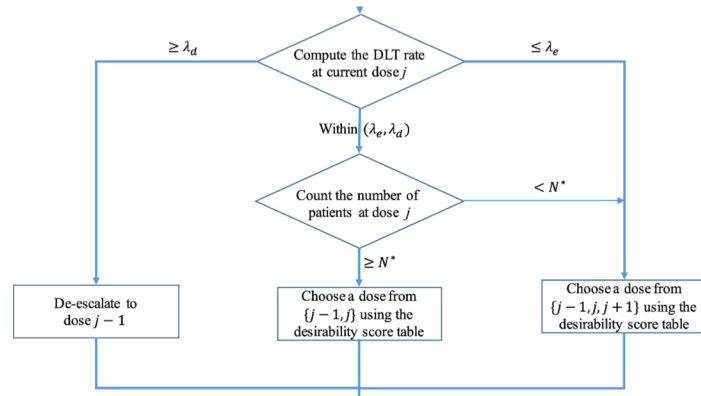 ≥ λ_d
Compute the DLT rate
at current dose j
≤ λ_e
Within (λ_e, λ_d)
Count the number of
patients at dose j
< N*
≥ N*
De-escalate to
dose j − 1
Choose a dose from
{j − 1, j} using the
desirability score table
Choose a dose from
{j − 1, j, j + 1} using the
desirability score table